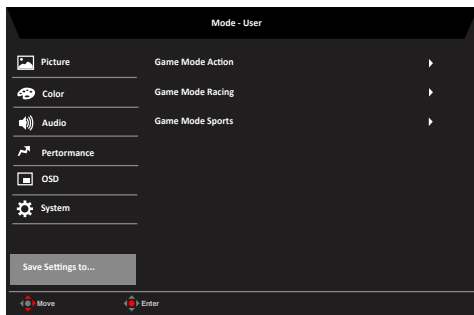 Mode - User
Picture
Game Mode Action
Color
Game Mode Racing
Audio
Game Mode Sports
Pertormance
OSD
System
Save Settings to...
Move
Enter